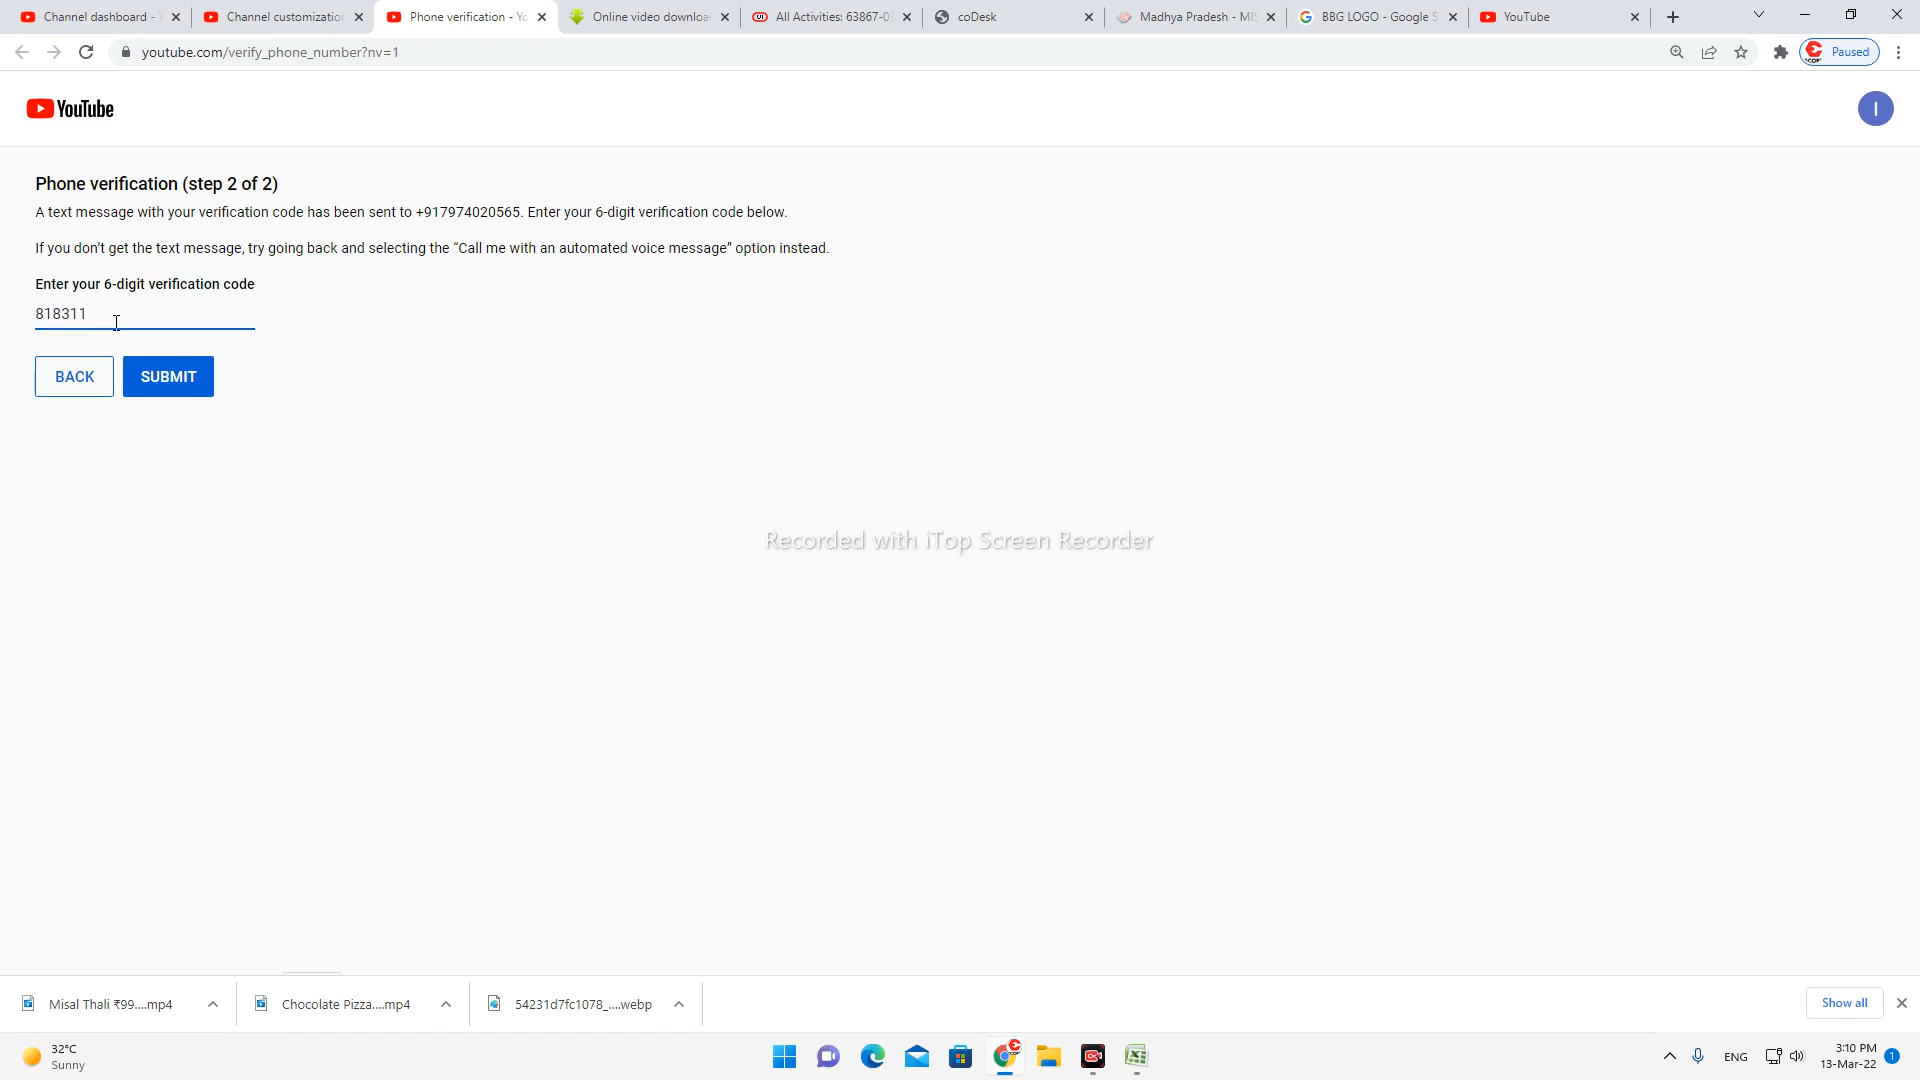 Channel dashboard - Y
Channel customization
Phone verification - Yo
Online video downloa
All Activities: 63867-0
coDesk
Madhya Pradesh - MIS
BBG LOGO - Google S
YouTube
youtube.com/verify_phone_number?nv=1
Paused
YouTube
I
Phone verification (step 2 of 2)
A text message with your verification code has been sent to +917974020565. Enter your 6-digit verification code below.
If you don't get the text message, try going back and selecting the “Call me with an automated voice message” option instead.
Enter your 6-digit verification code
818311
BACK
SUBMIT
Recorded with iTop Screen Recorder
Misal Thali ₹99....mp4
Chocolate Pizza....mp4
54231d7fc1078_....webp
Show all
32°C
Sunny
ENG
3:10 PM
13-Mar-22
1